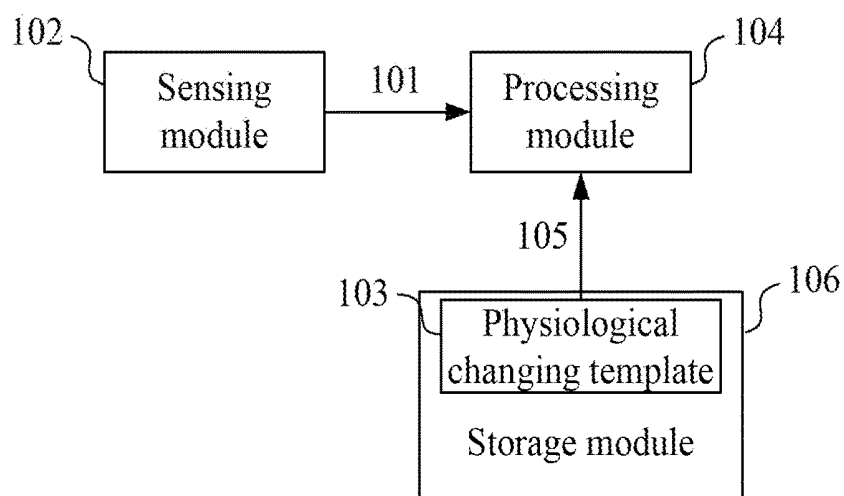 102
Sensing
module
101
104
Processing
module
105
103
Physiological
changing template
106
Storage module